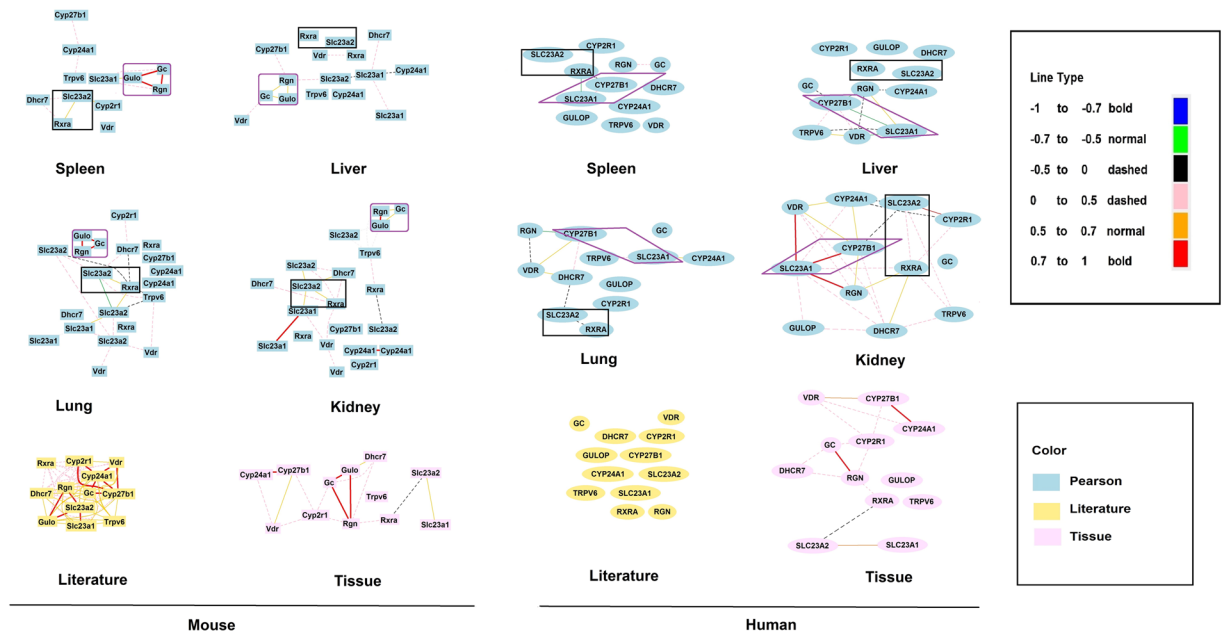 Cyp27b1
Cyp24a1
Trpv6
Slc23a1
Gc
Gulo
Rgn
Dhcr7
Slc23a2
Cyp2r1
Rxra
Vdr
Spleen
Rxra
Slc23a2
Dhcr7
Cyp27b1
Vdr
Rxra
Rgn
Slc23a2
Slc23a1
Cyp24a1
Gc
Gulo
Trpv6
Cyp24a1
Vdr
Slc23a1
Liver
CYP2R1
SLC23A2
RXRA
RGN
GC
CYP27B1
DHCR7
SLC23A1
CYP24A1
GULOP
TRPV6
VDR
Spleen
CYP2R1
GULOP
DHCR7
RXRA
SLC23A2
GC
RGN
CYP24A1
CYP27B1
TRPV6
VDR
SLC23A1
Liver
Line Type
-1 to -0.7 bold
-0.7 to -0.5 normal
-0.5 to 0 dashed
0 to 0.5 dashed
0.5 to 0.7 normal
0.7 to 1 bold
Cyp2r1
Gulo
Gc
Rgn
Slc23a2
Dhcr7
Rxra
Cyp27b1
Slc23a2
Cyp24a1
Rxra
Cyp24a1
Trpv6
Dhcr7
Slc23a2
Slc23a1
Rxra
Slc23a1
Slc23a2
Vdr
Vdr
Lung
Rgn
Gc
Gulo
Slc23a2
Trpv6
Slc23a2
Dhcr7
Dhcr7
Slc23a2
Rxra
Rxra
Slc23a1
Cyp27b1
Slc23a2
Slc23a1
Rxra
Vdr
Cyp24a1
Cyp24a1
Cyp2r1
Vdr
Kidney
RGN
CYP27B1
GC
TRPV6
SLC23A1
CYP24A1
VDR
DHCR7
GULOP
CYP2R1
SLC23A2
RXRA
Lung
VDR
CYP24A1
SLC23A2
CYP2R1
CYP27B1
SLC23A1
RXRA
GC
RGN
GULOP
DHCR7
TRPV6
Kidney
Rxra
Cyp2r1
Vdr
Cyp24a1
Dhcr7
Rgn
Gc
Cyp27b1
Slc23a2
Gulo
Slc23a1
Trpv6
Literature
Cyp24a1
Cyp27b1
Gulo
Dhcr7
Gc
Slc23a2
Trpv6
Vdr
Cyp2r1
Rgn
Rxra
Slc23a1
Tissue
GC
VDR
DHCR7
CYP2R1
GULOP
CYP27B1
CYP24A1
SLC23A2
TRPV6
SLC23A1
RXRA
RGN
Literature
VDR
CYP27B1
CYP24A1
GC
CYP2R1
DHCR7
RGN
GULOP
RXRA
TRPV6
SLC23A2
SLC23A1
Tissue
Color
Pearson
Literature
Tissue
Mouse
Human